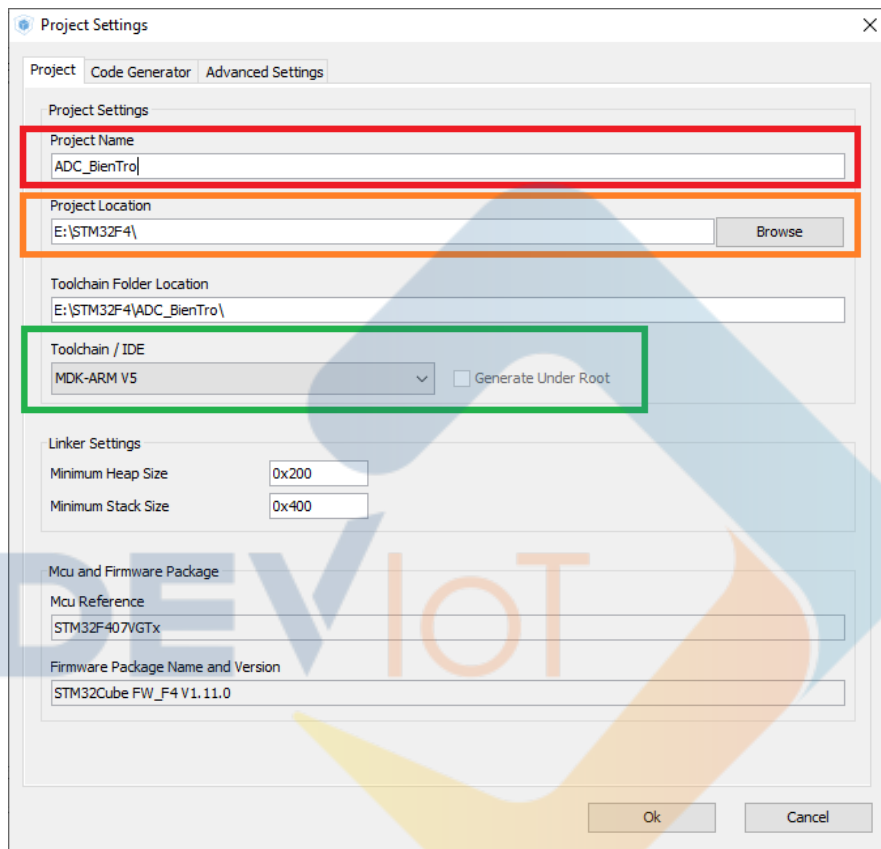 Project Settings
Project Code Generator Advanced Settings
Project Settings
Project Name
ADC_BienTro
Project Location
E:\STM32F4\ Browse
Toolchain Folder Location
E:\STM32F4\ADC_BienTro\
Toolchain / IDE
MDK-ARM V5 Generate Under Root
Linker Settings
Minimum Heap Size 0x200
Minimum Stack Size 0x400
DEVIoT
Mcu and Firmware Package
Mcu Reference
STM32F407VGTx
Firmware Package Name and Version
STM32Cube FW_F4 V1.11.0
Ok Cancel